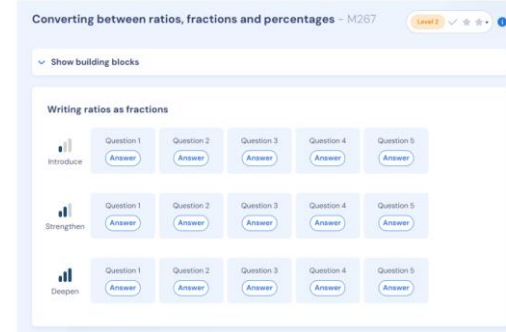 Converting between ratios, fractions and percentages – M267
Level 2
Show building blocks
Writing ratios as fractions
Introduce
Question 1 Question 2 Question 3 Question 4 Question 5
Answer Answer Answer Answer Answer
Strengthen
Question 1 Question 2 Question 3 Question 4 Question 5
Answer Answer Answer Answer Answer
Deepen
Question 1 Question 2 Question 3 Question 4 Question 5
Answer Answer Answer Answer Answer